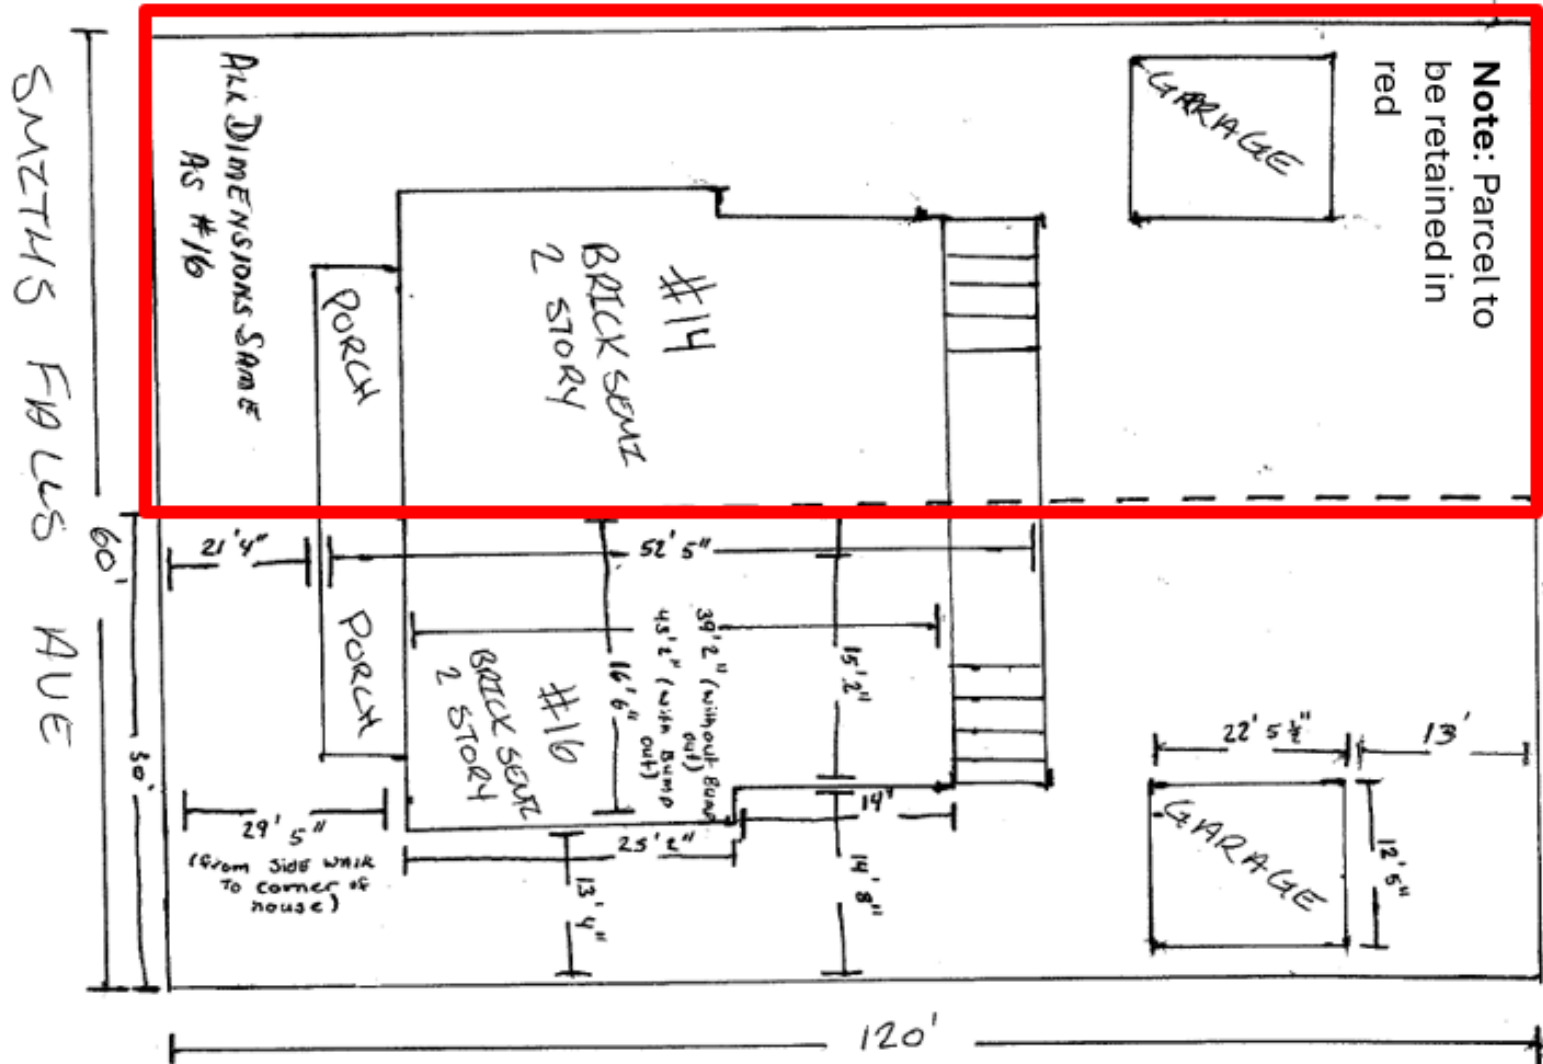 Note: Parcel to
be retained in
red
GARAGE
ALL DIMENSIONS SAME
AS #16
#14
BRICK SEMI
2 STORY
PORCH
SMITHS FALLS AVE
60'
30'
21'4"
52'5"
PORCH
#16
BRICK SEMI
2 STORY
16'6"
39'2" (without Bump
out)
43'2" (with Bump
out)
15'2"
29'5"
(from Side walk
To corner of
house)
25'2"
14'
13'4"
14'8"
22'5½"
13'
GARAGE
12'5"
120'